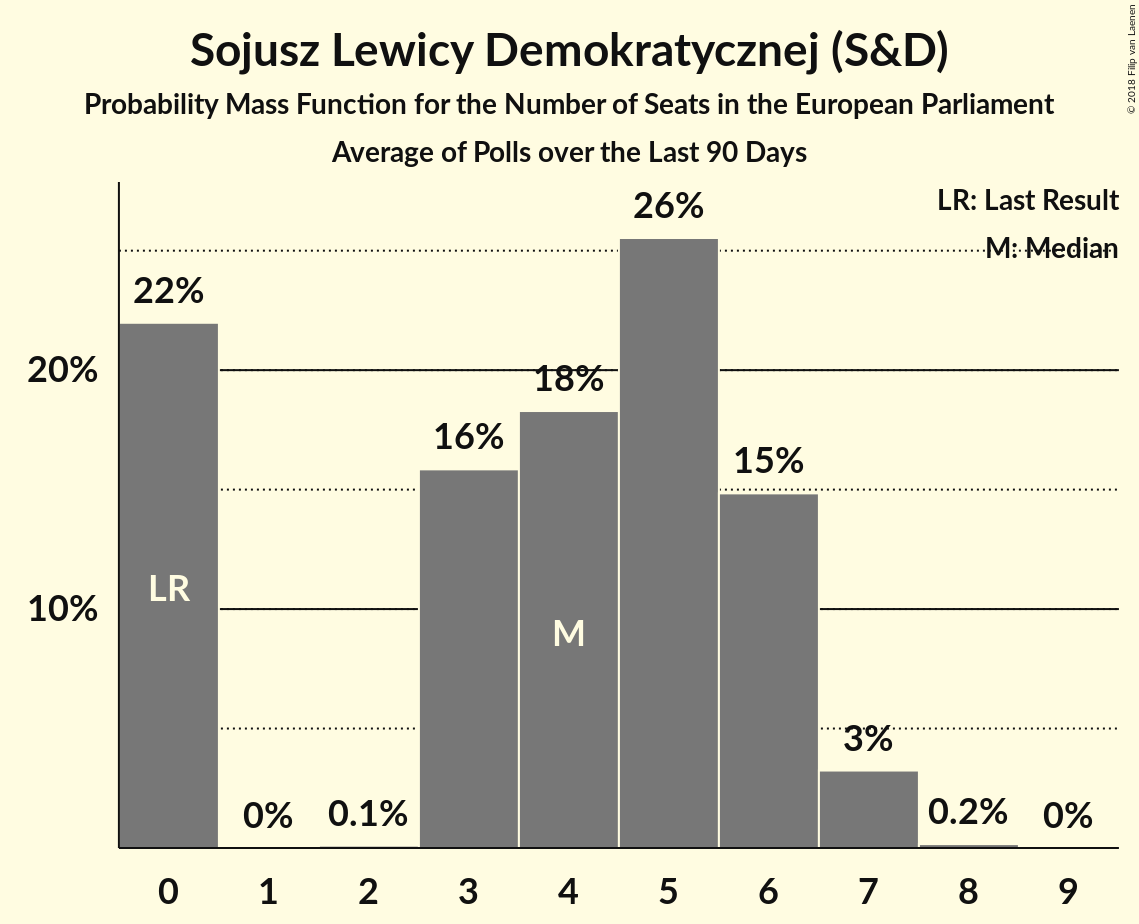 Sojusz Lewicy Demokratycznej (S&D)
Probability Mass Function for the Number of Seats in the European Parliament
Average of Polls over the Last 90 Days
© 2018 Filip van Laenen
LR: Last Result
M: Median
26%
22%
20%
18%
16%
15%
10%
LR
M
3%
0%
0.1%
0.2%
0%
0 1 2 3 4 5 6 7 8 9